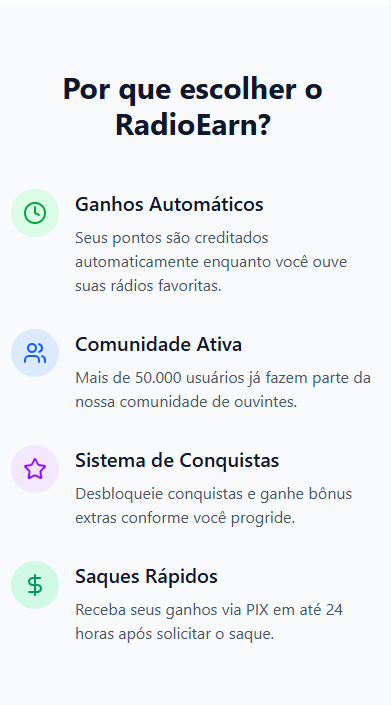 Por que escolher o
RadioEarn?
Ganhos Automáticos
Seus pontos são creditados
automaticamente enquanto você ouve
suas rádios favoritas.
Comunidade Ativa
Mais de 50.000 usuários já fazem parte da
nossa comunidade de ouvintes.
Sistema de Conquistas
Desbloqueie conquistas e ganhe bônus
extras conforme você progride.
Saques Rápidos
Receba seus ganhos via PIX em até 24
horas após solicitar o saque.